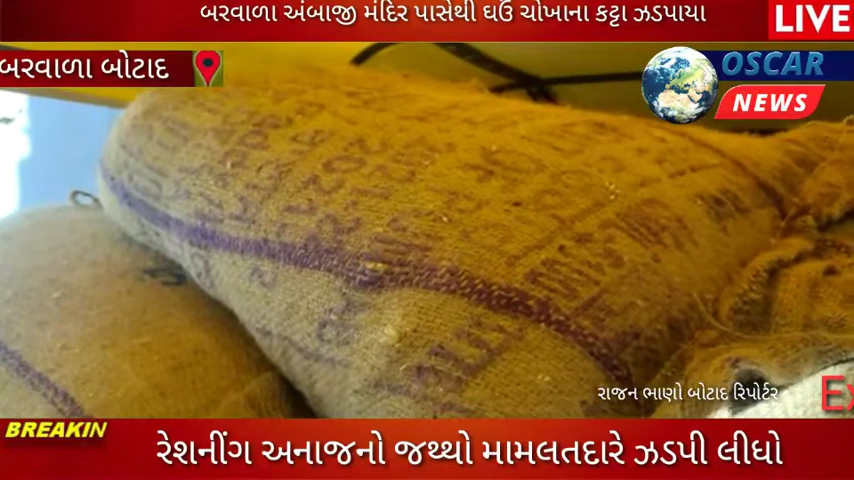 બરવાળા અંબાજી મંદિર પાસેથી ઘઉં ચોખાના કટ્ટા ઝડપાયા
LIVE
બરવાળા બોટાદ
OSCAR
NEWS
રાજન ભાણો બોટાદ રિપોર્ટર
BREAKIN
રેશનીંગ અનાજનો જથ્થો મામલતદારે ઝડપી લીધો